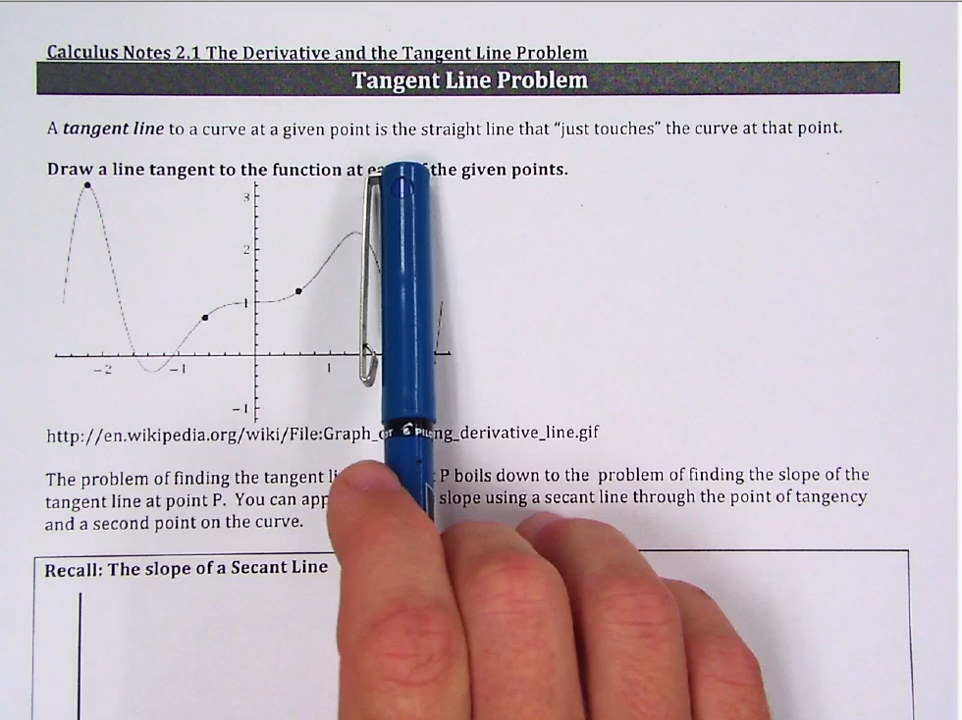 Calculus Notes 2.1 The Derivative and the Tangent Line Problem
Tangent Line Problem
A tangent line to a curve at a given point is the straight line that “just touches” the curve at that point.
Draw a line tangent to the function at the given points.
3
2
1
-2 -1 1
-1
http://en.wikipedia.org/wiki/File:Graph_ng_derivative_line.gif
PILOT
The problem of finding the tangent P boils down to the problem of finding the slope of the
tangent line at point P. You can slope using a secant line through the point of tangency
and a second point on the curve.
Recall: The slope of a Secant Line